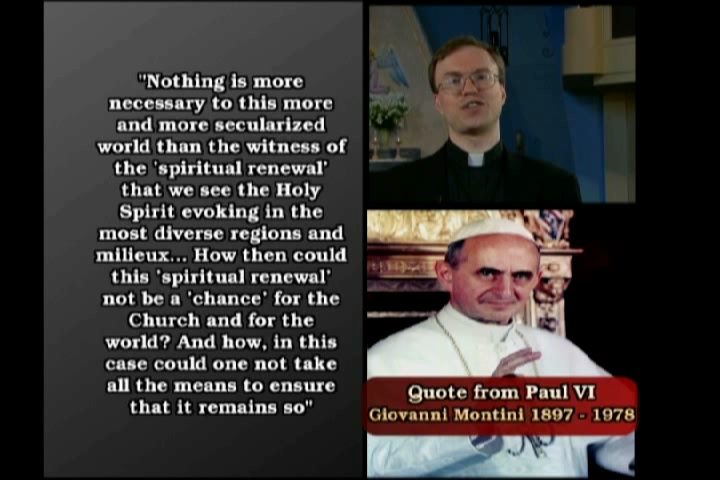 "Nothing is more
necessary to this more
and more secularized
world than the witness of
the 'spiritual renewal'
that we see the Holy
Spirit evoking in the
most diverse regions and
milieux... How then could
this 'spiritual renewal'
not be a 'chance' for the
Church and for the
world? And how, in this
case could one not take
all the means to ensure
that it remains so"
Quote from Paul VI
Giovanni Montini 1897 - 1978